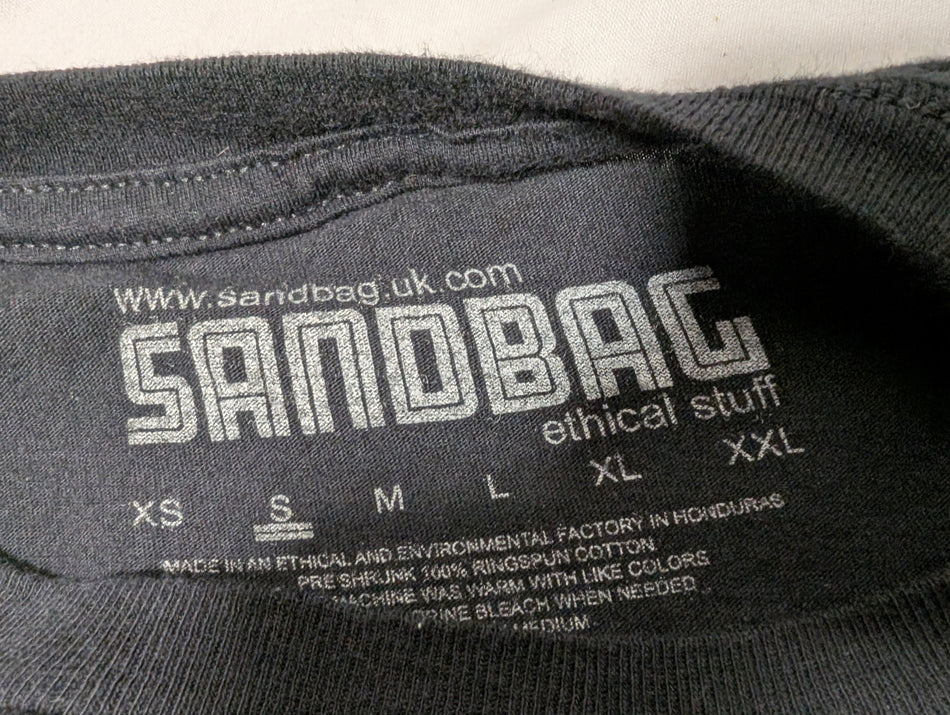 www.sandbag.uk.com
SANDBAG
ethical stuff
XS S M L XL XXL
MADE IN AN ETHICAL AND ENVIRONMENTAL FACTORY IN HONDURAS
PRE SHRUNK 100% RINGSPUN COTTON
MACHINE WAS WARM WITH LIKE COLORS
BLEACH WHEN NEEDED
MEDIUM